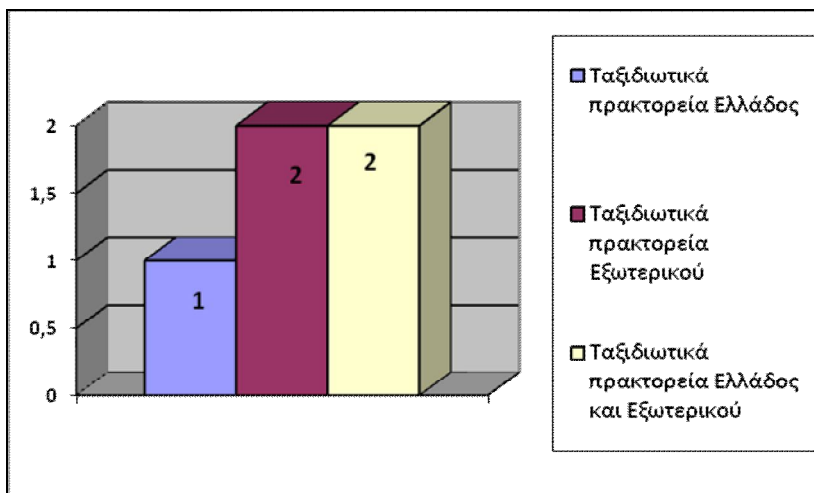 2
1,5
1
0,5
0
1
2
2
Ταξιδιωτικά
πρακτορεία Ελλάδος
Ταξιδιωτικά
πρακτορεία
Εξωτερικού
Ταξιδιωτικά
πρακτορεία Ελλάδος
και Εξωτερικού